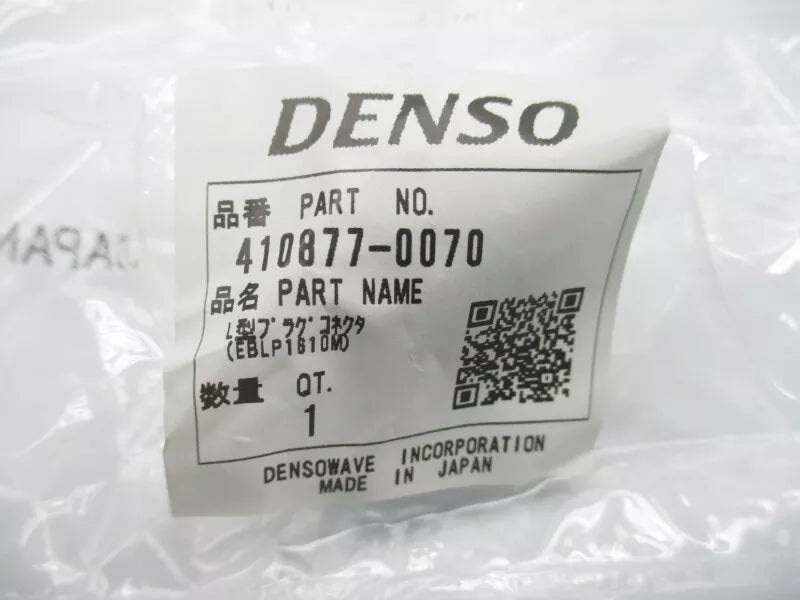 DENSO
品番 PART NO.
410877-0070
品名 PART NAME
L型ﾌﾟﾗｸﾞｺﾈｸﾀ
(EBLP1610M)
数量 QT.
1
DENSOWAVE INCORPORATION
MADE IN JAPAN
JAPAN